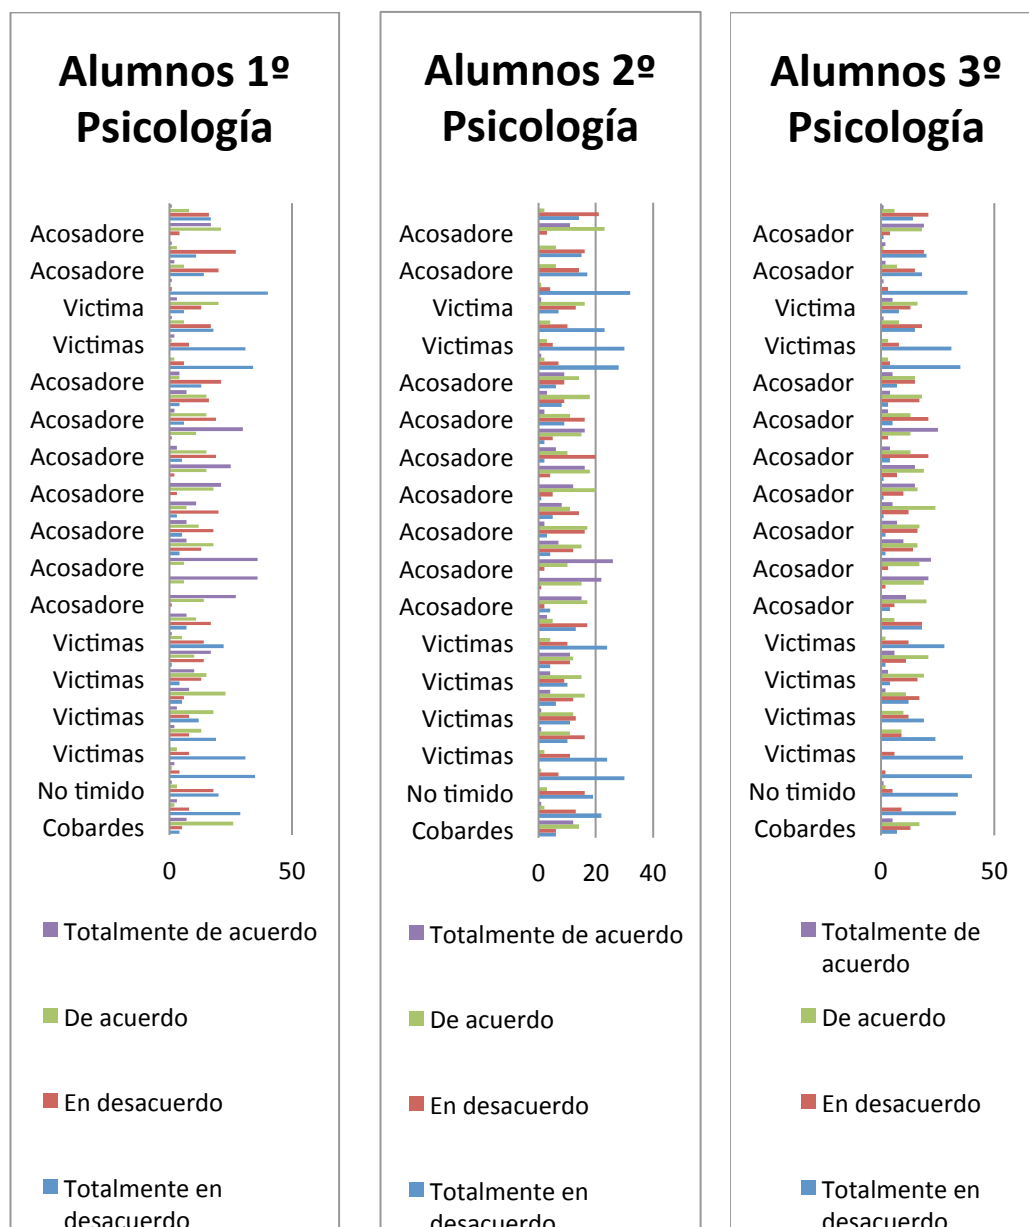 Alumnos 1º
Psicología
Acosadore
Acosadore
Victima
Victimas
Acosadore
Acosadore
Acosadore
Acosadore
Acosadore
Acosadore
Acosadore
Victimas
Victimas
Victimas
Victimas
No timido
Cobardes
0 50
Totalmente de acuerdo
De acuerdo
En desacuerdo
Totalmente en
desacuerdo
Alumnos 2º
Psicología
Acosadore
Acosadore
Victima
Victimas
Acosadore
Acosadore
Acosadore
Acosadore
Acosadore
Acosadore
Acosadore
Victimas
Victimas
Victimas
Victimas
No timido
Cobardes
0 20 40
Totalmente de acuerdo
De acuerdo
En desacuerdo
Totalmente en
desacuerdo
Alumnos 3º
Psicología
Acosador
Acosador
Victima
Victimas
Acosador
Acosador
Acosador
Acosador
Acosador
Acosador
Acosador
Victimas
Victimas
Victimas
Victimas
No timido
Cobardes
0 50
Totalmente de
acuerdo
De acuerdo
En desacuerdo
Totalmente en
desacuerdo